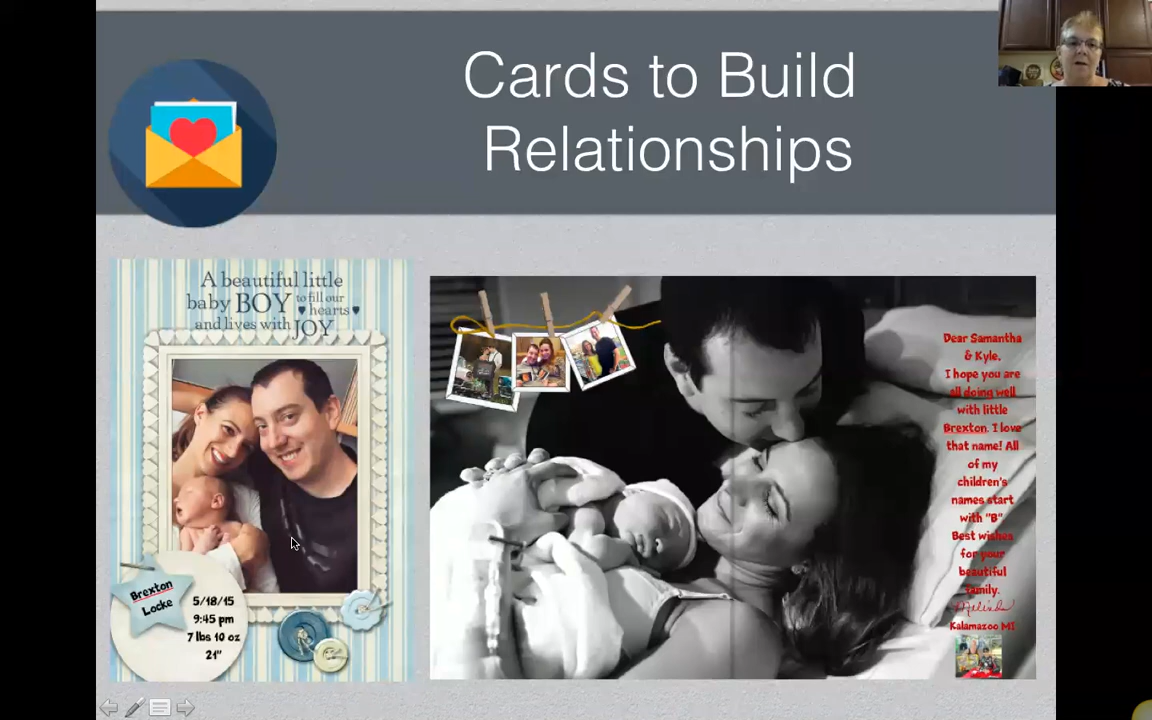 Cards to Build
Relationships
A beautiful little
baby BOY to fill our
hearts
and lives with JOY
Brexton
Locke
5/18/15
9:45 pm
7 lbs 10 oz
21"
Dear Samantha
& Kyle,
I hope you are
all doing well
with little
Brexton. I love
that name! All
of my
children's
names start
with "B"
Best wishes
for your
beautiful
family.
Melinda
Kalamazoo MI